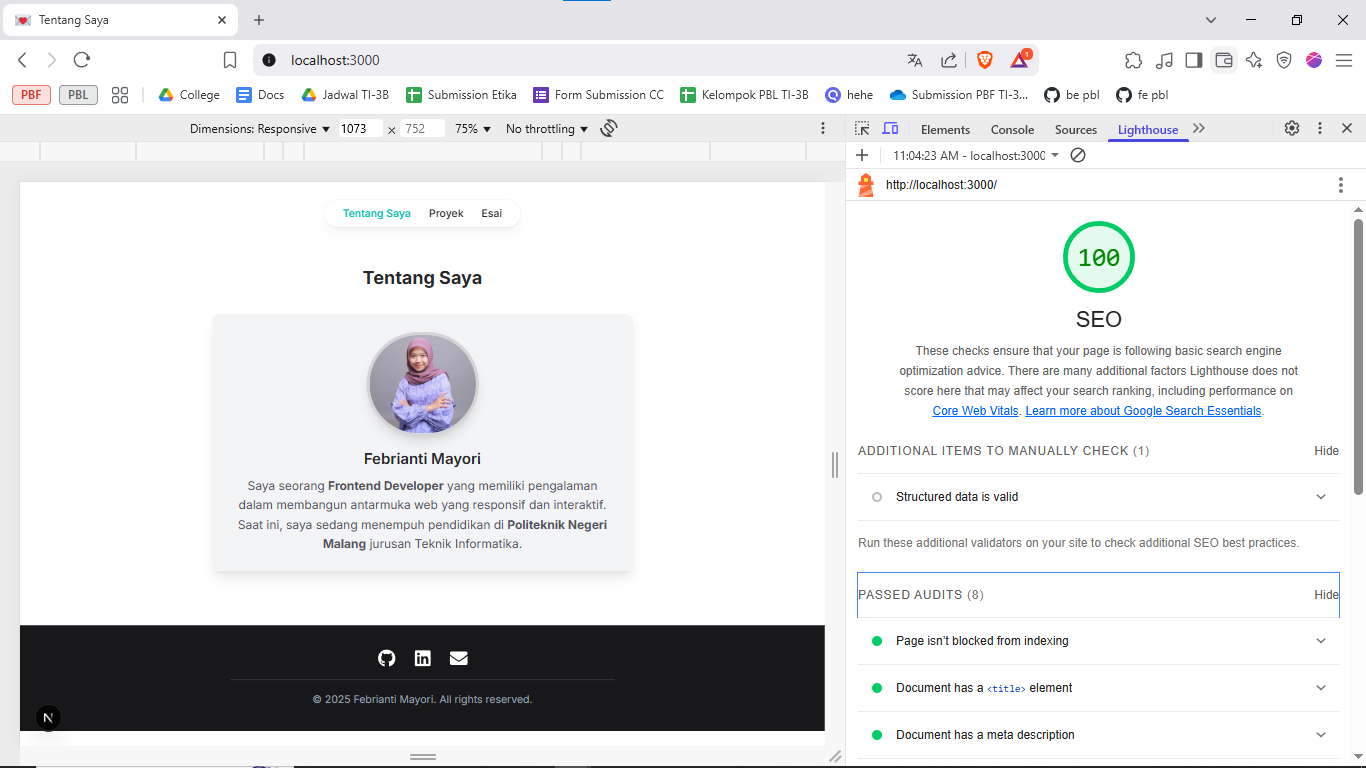 Tentang Saya
localhost:3000
1
PBF
PBL
College
Docs
Jadwal TI-3B
Submission Etika
Form Submission CC
Kelompok PBL TI-3B
hehe
Submission PBF TI-3...
be pbl
fe pbl
Dimensions: Responsive
1073
×
752
75%
No throttling
Elements
Console
Sources
Lighthouse
11:04:23 AM - localhost:3000
http://localhost:3000/
Tentang Saya
Proyek
Esai
Tentang Saya
Febrianti Mayori
Saya seorang Frontend Developer yang memiliki pengalaman
dalam membangun antarmuka web yang responsif dan interaktif.
Saat ini, saya sedang menempuh pendidikan di Politeknik Negeri
Malang jurusan Teknik Informatika.
© 2025 Febrianti Mayori. All rights reserved.
N
100
SEO
These checks ensure that your page is following basic search engine
optimization advice. There are many additional factors Lighthouse does not
score here that may affect your search ranking, including performance on
Core Web Vitals. Learn more about Google Search Essentials.
ADDITIONAL ITEMS TO MANUALLY CHECK (1)
Hide
Structured data is valid
Run these additional validators on your site to check additional SEO best practices.
PASSED AUDITS (8)
Hide
Page isn't blocked from indexing
Document has a <title> element
Document has a meta description